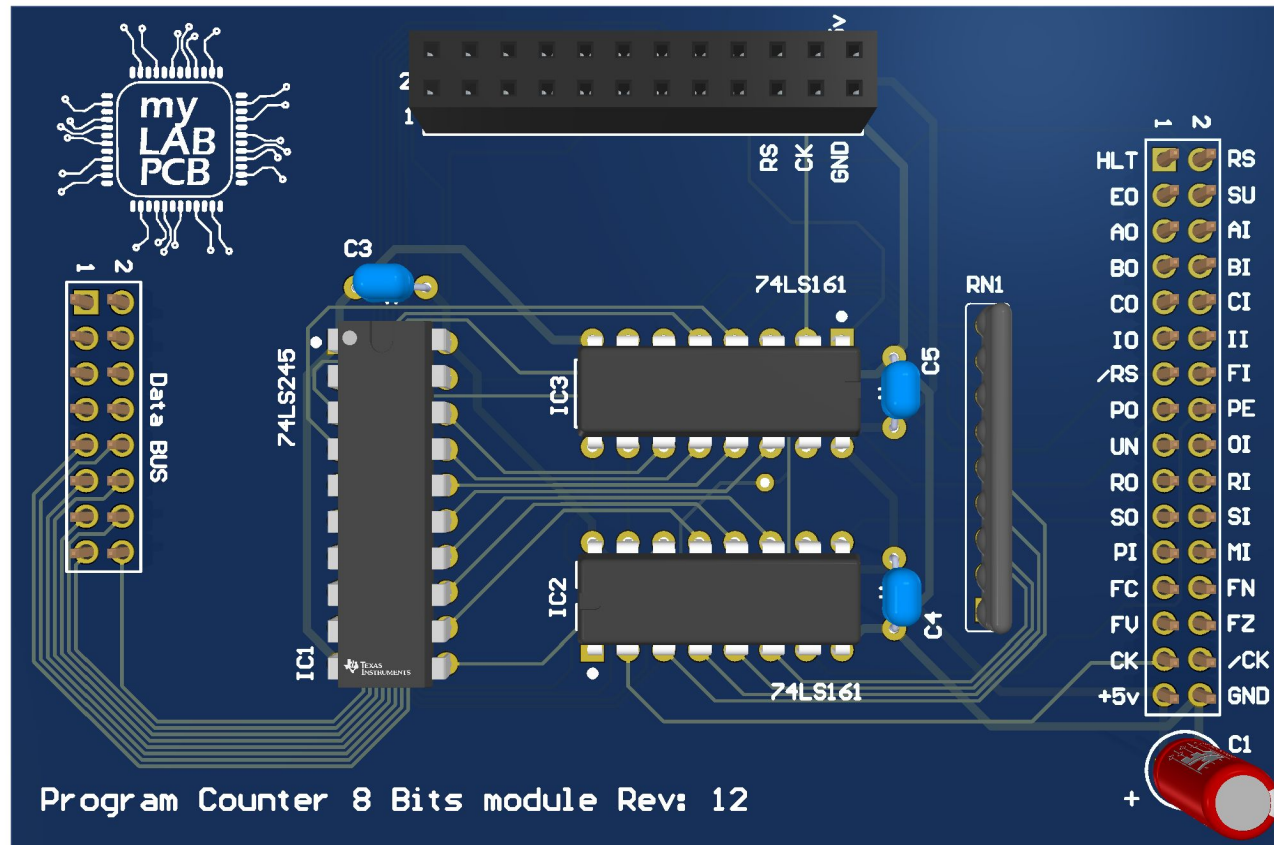 my
LAB
PCB
2
1
RS
CK
GND
1
2
HLT
RS
EO
SU
AO
AI
BO
BI
CO
CI
IO
II
/RS
FI
PO
PE
UN
OI
RO
RI
SO
SI
PI
MI
FC
FN
FV
FZ
CK
/CK
+5v
GND
C1
+
1
2
Data BUS
C3
74LS245
IC1
TEXAS
INSTRUMENTS
74LS161
IC3
C5
RN1
IC2
C4
74LS161
Program Counter 8 Bits module Rev: 12